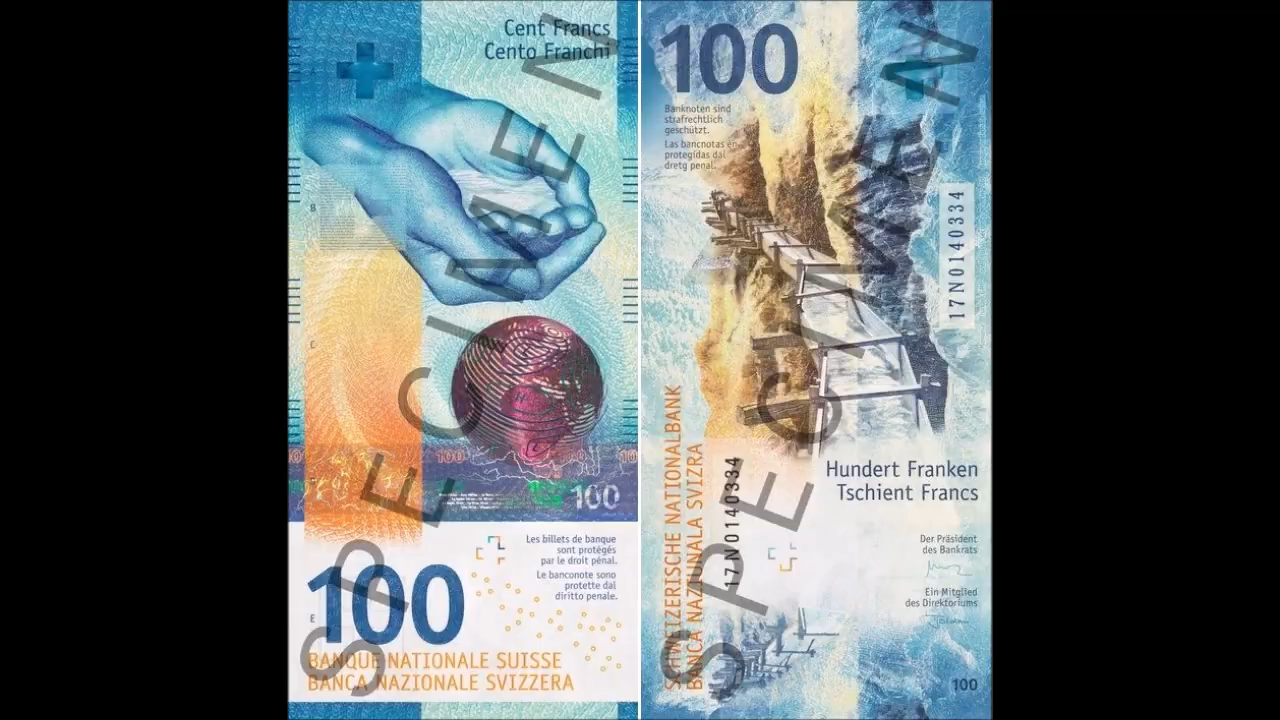 Cent Francs
Cento Franchi
SPECIMEN
B
C
100
100
Les billets de banque
sont protégés
par le droit pénal.
Le banconote sono
protette dal
diritto penale.
E
100
BANQUE NATIONALE SUISSE
BANCA NAZIONALE SVIZZERA
100
Banknoten sind
strafrechtlich
geschützt.
Las bancnotas èn
protegidas dal
dretg penal.
SPECIMEN
17N0140334
SCHWEIZERISCHE NATIONALBANK
BANCA NAZIUNALA SVIZRA
17N0140334
Hundert Franken
Tschient Francs
Der Präsident
des Bankrats
Ein Mitglied
des Direktoriums
100